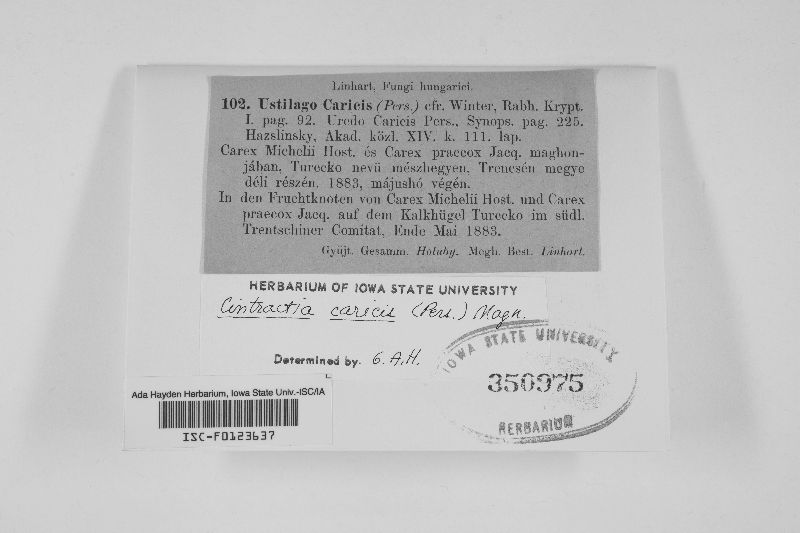 Linhart, Fungi hungarici.
102. Ustilago Caricis (Pers.) cfr. Winter, Rabh. Krypt.
I. pag. 92. Uredo Caricis Pers., Synops. pag. 225.
Hazslinsky, Akad. közl. XIV. k. 111. lap.
Carex Michelii Host. és Carex praecox Jacq. maghon-
jában, Turecko nevü mészhegyen, Trencsén megye
déli részén. 1883, májushó végén.
In den Fruchtknoten von Carex Michelii Host. und Carex
praecox Jacq. auf dem Kalkhügel Turecko im südl.
Trentschiner Comitat, Ende Mai 1883.
Gyüjt. Gesamm. Holuby. Megh. Best. Linhart.
HERBARIUM OF IOWA STATE UNIVERSITY
Cintractia caricis (Pers.) Magn.
Determined by. G.A.H.
IOWA STATE UNIVERSITY
350975
HERBARIUM
Ada Hayden Herbarium, Iowa State Univ.-ISC/IA
ISC-F0123637